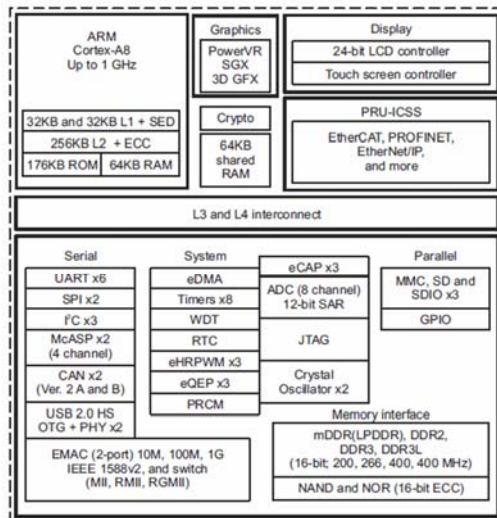 ARM
Cortex-A8
Up to 1 GHz
32KB and 32KB L1 + SED
256KB L2 + ECC
176KB ROM
64KB RAM
Graphics
PowerVR
SGX
3D GFX
Crypto
64KB
shared
RAM
Display
24-bit LCD controller
Touch screen controller
PRU-ICSS
EtherCAT, PROFINET,
EtherNet/IP,
and more
L3 and L4 interconnect
Serial
UART x6
SPI x2
I²C x3
McASP x2
(4 channel)
CAN x2
(Ver. 2 A and B)
USB 2.0 HS
OTG + PHY x2
EMAC (2-port) 10M, 100M, 1G
IEEE 1588v2, and switch
(MII, RMII, RGMII)
System
eDMA
Timers x8
WDT
RTC
eHRPWM x3
eQEP x3
PRCM
eCAP x3
ADC (8 channel)
12-bit SAR
JTAG
Crystal
Oscillator x2
Parallel
MMC, SD and
SDIO x3
GPIO
Memory interface
mDDR(LPDDR), DDR2,
DDR3, DDR3L
(16-bit; 200, 266, 400, 400 MHz)
NAND and NOR (16-bit ECC)